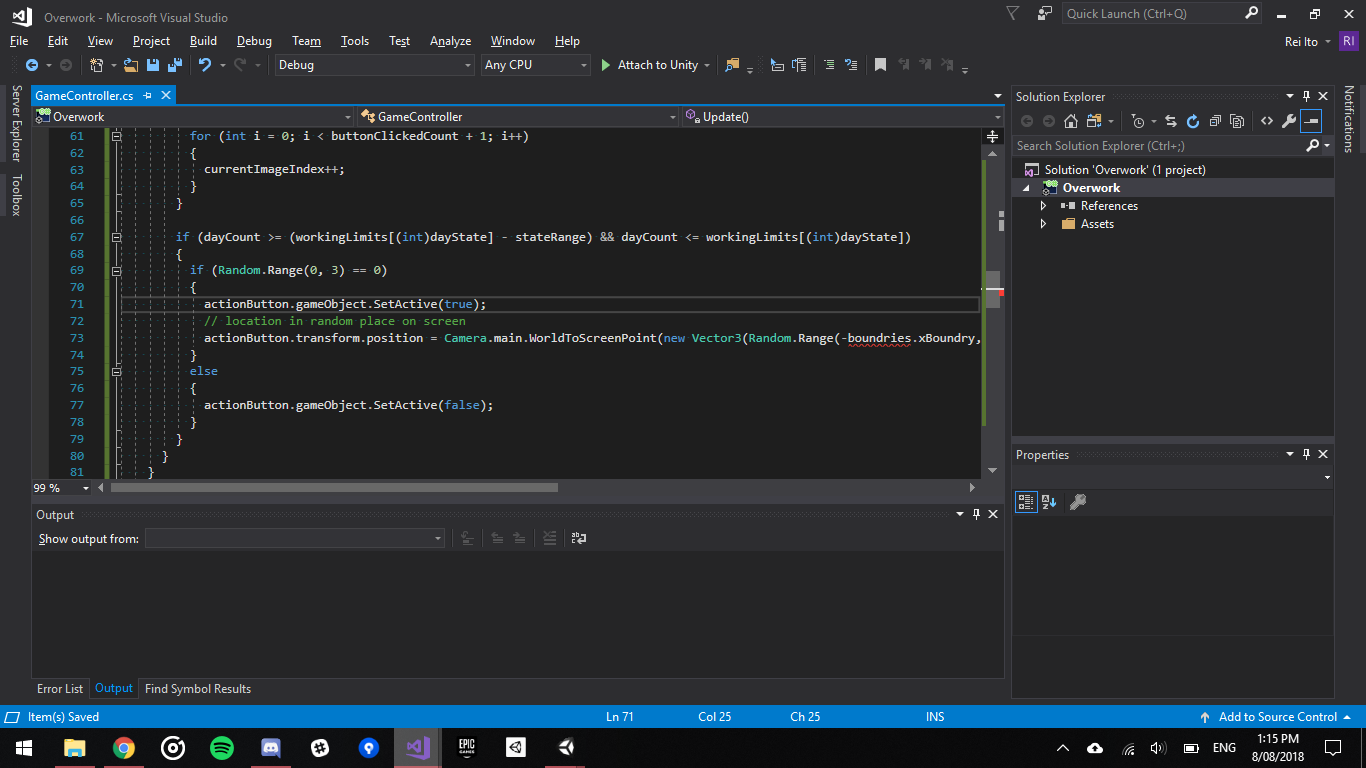 Overwork - Microsoft Visual Studio
Quick Launch (Ctrl+Q)
File Edit View Project Build Debug Team Tools Test Analyze Window Help
Rei Ito RI
Debug Any CPU Attach to Unity
Server Explorer
Toolbox
GameController.cs
Overwork GameController Update()
61 for (int i = 0; i < buttonClickedCount + 1; i++)
62 {
63 currentImageIndex++;
64 }
65 }
66
67 if (dayCount >= (workingLimits[(int)dayState] - stateRange) && dayCount <= workingLimits[(int)dayState])
68 {
69 if (Random.Range(0, 3) == 0)
70 {
71 actionButton.gameObject.SetActive(true);
72 // location in random place on screen
73 actionButton.transform.position = Camera.main.WorldToScreenPoint(new Vector3(Random.Range(-boundries.xBoundry,
74 }
75 else
76 {
77 actionButton.gameObject.SetActive(false);
78 }
79 }
80 }
81 }
99 %
Output
Show output from:
Error List Output Find Symbol Results
Solution Explorer
Search Solution Explorer (Ctrl+;)
Solution 'Overwork' (1 project)
Overwork
References
Assets
Properties
Notifications
Item(s) Saved Ln 71 Col 25 Ch 25 INS Add to Source Control
EPIC GAMES
ENG
1:15 PM
8/08/2018